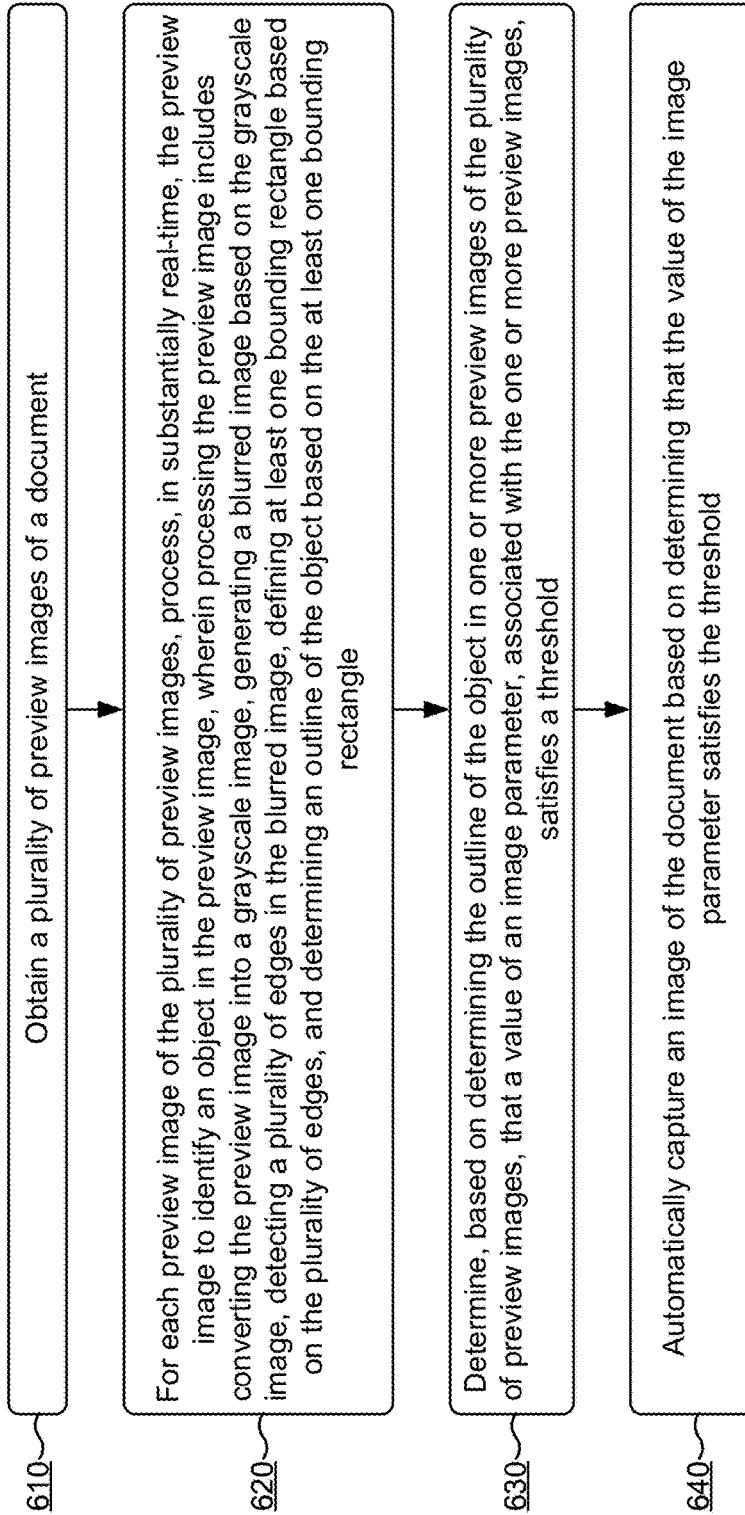 610
Obtain a plurality of preview images of a document
620
For each preview image of the plurality of preview images, process, in substantially real-time, the preview
image to identify an object in the preview image, wherein processing the preview image includes
converting the preview image into a grayscale image, generating a blurred image based on the grayscale
image, detecting a plurality of edges in the blurred image, defining at least one bounding rectangle based
on the plurality of edges, and determining an outline of the object based on the at least one bounding
rectangle
630
Determine, based on determining the outline of the object in one or more preview images of the plurality
of preview images, that a value of an image parameter, associated with the one or more preview images,
satisfies a threshold
640
Automatically capture an image of the document based on determining that the value of the image
parameter satisfies the threshold